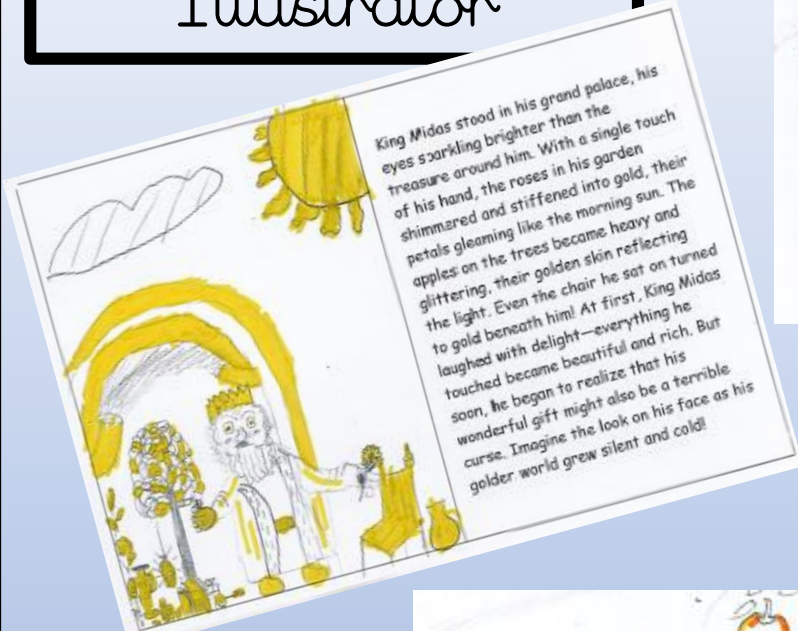 Illustrator
King Midas stood in his grand palace, his
eyes sparkling brighter than the
treasure around him. With a single touch
of his hand, the roses in his garden
shimmered and stiffened into gold, their
petals gleaming like the morning sun. The
apples on the trees became heavy and
glittering, their golden skin reflecting
the light. Even the chair he sat on turned
to gold beneath him! At first, King Midas
laughed with delight—everything he
touched became beautiful and rich. But
soon, he began to realize that his
wonderful gift might also be a terrible
curse. Imagine the look on his face as his
golden world grew silent and cold!